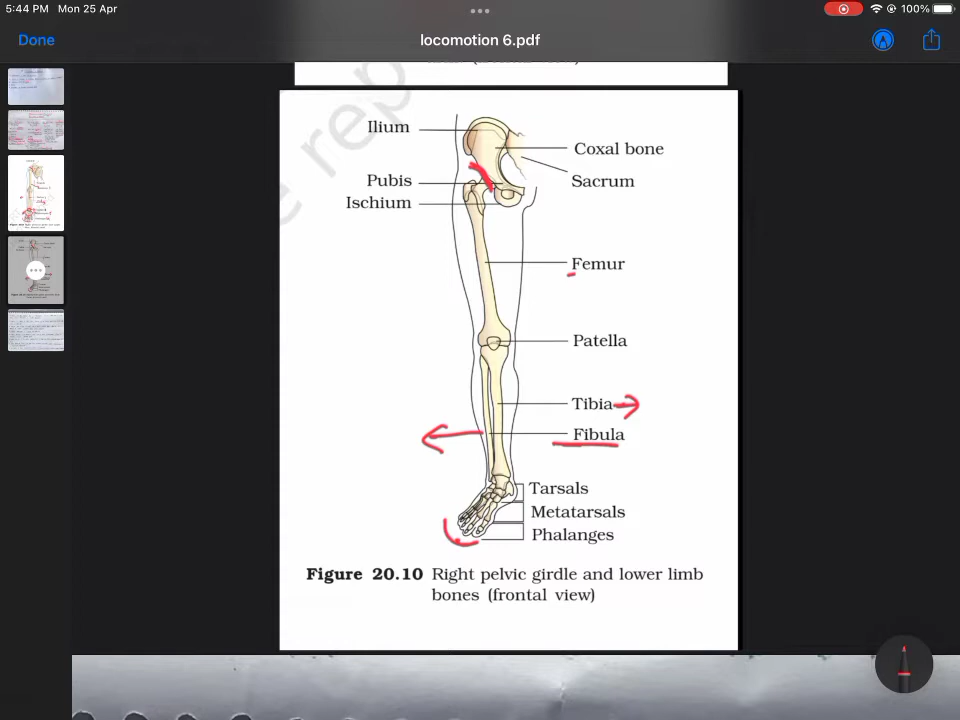 5:44 PM Mon 25 Apr
100%
Done
locomotion 6.pdf
e rep
Ilium
Coxal bone
Pubis
Sacrum
Ischium
Femur
Patella
Tibia
Fibula
Tarsals
Metatarsals
Phalanges
Figure 20.10 Right pelvic girdle and lower limb
bones (frontal view)